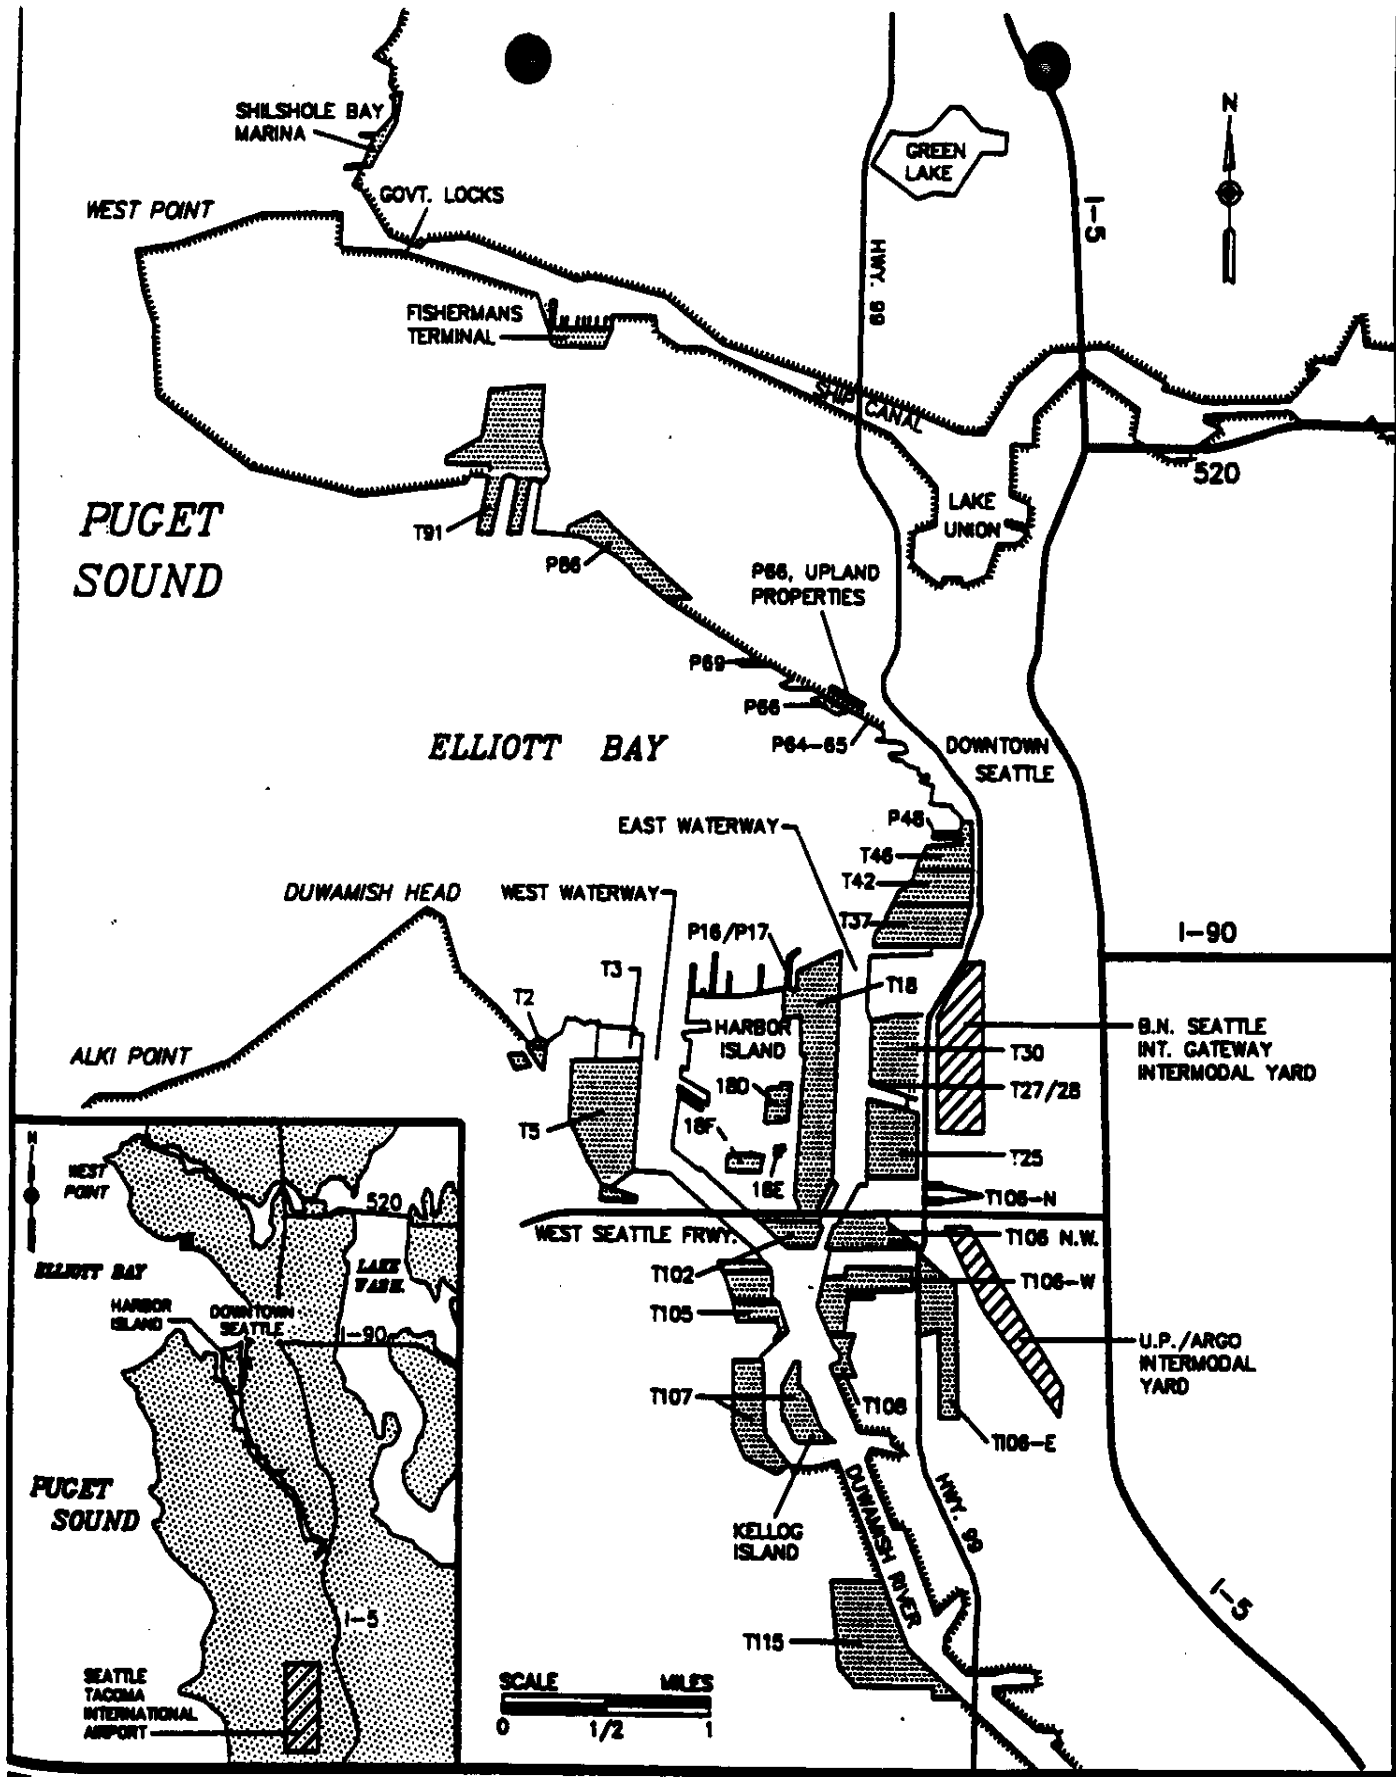 SHILSHOLE BAY
MARINA
GOVT. LOCKS
WEST POINT
FISHERMANS
TERMINAL
GREEN
LAKE
N
I-5
HWY. 99
SHIP CANAL
520
LAKE
UNION
PUGET
SOUND
T91
P86
P66, UPLAND
PROPERTIES
P69
P66
P64-65
ELLIOTT BAY
DOWNTOWN
SEATTLE
P48
EAST WATERWAY
T46
T42
T37
DUWAMISH HEAD
WEST WATERWAY
P16/P17
I-90
T3
T18
T2
HARBOR
ISLAND
B.N. SEATTLE
INT. GATEWAY
INTERMODAL YARD
ALKI POINT
T30
18D
T27/28
T5
18F
T25
18E
T106-N
WEST SEATTLE FRWY.
T106 N.W.
T102
T106-W
T105
U.P./ARGO
INTERMODAL
YARD
T107
T108
T106-E
KELLOG
ISLAND
DUWAMISH RIVER
HWY. 99
I-5
T115
SCALE MILES
0 1/2 1
N
WEST
POINT
520
ELLIOTT BAY
LAKE
WASH.
HARBOR
ISLAND
DOWNTOWN
SEATTLE
I-90
PUGET
SOUND
I-5
SEATTLE
TACOMA
INTERNATIONAL
AIRPORT